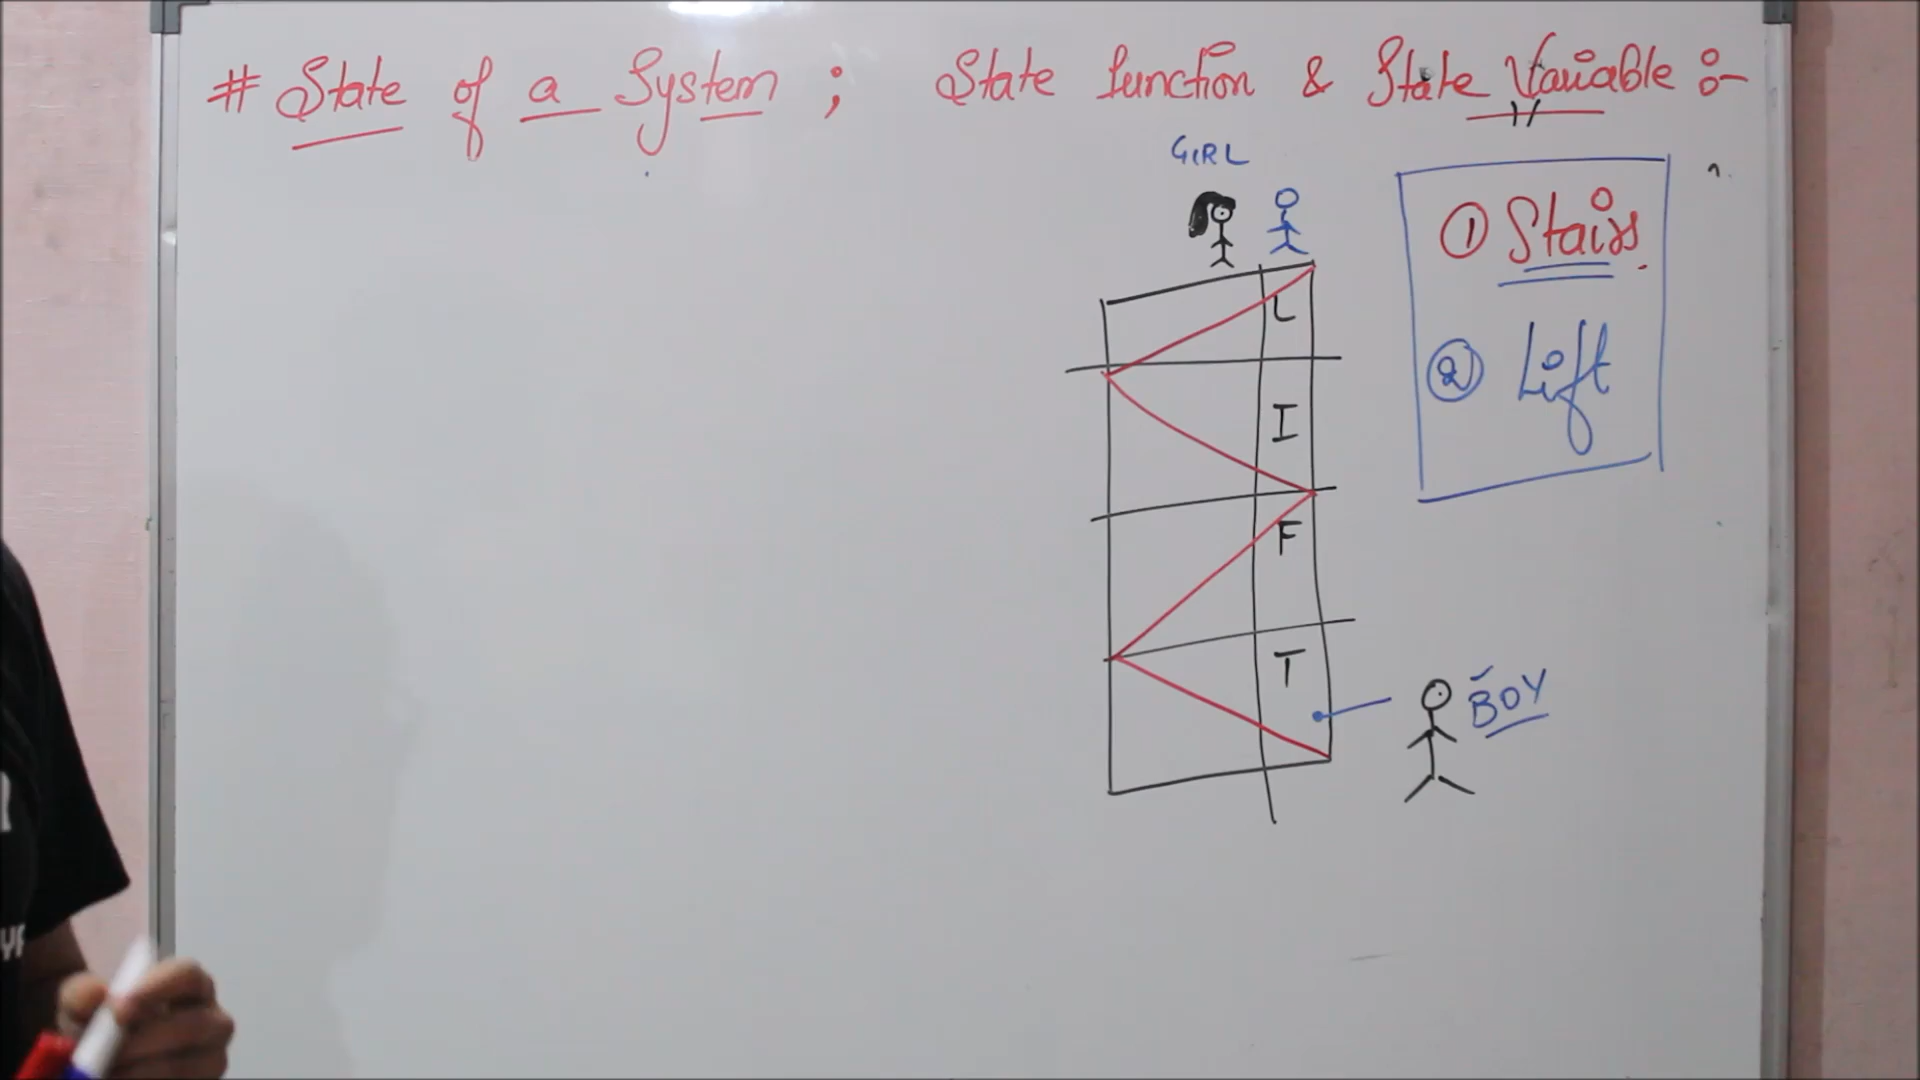 # State of a System ; State function & State Variable :-
GIRL
① Stairs
② Lift
L
I
F
T
BOY